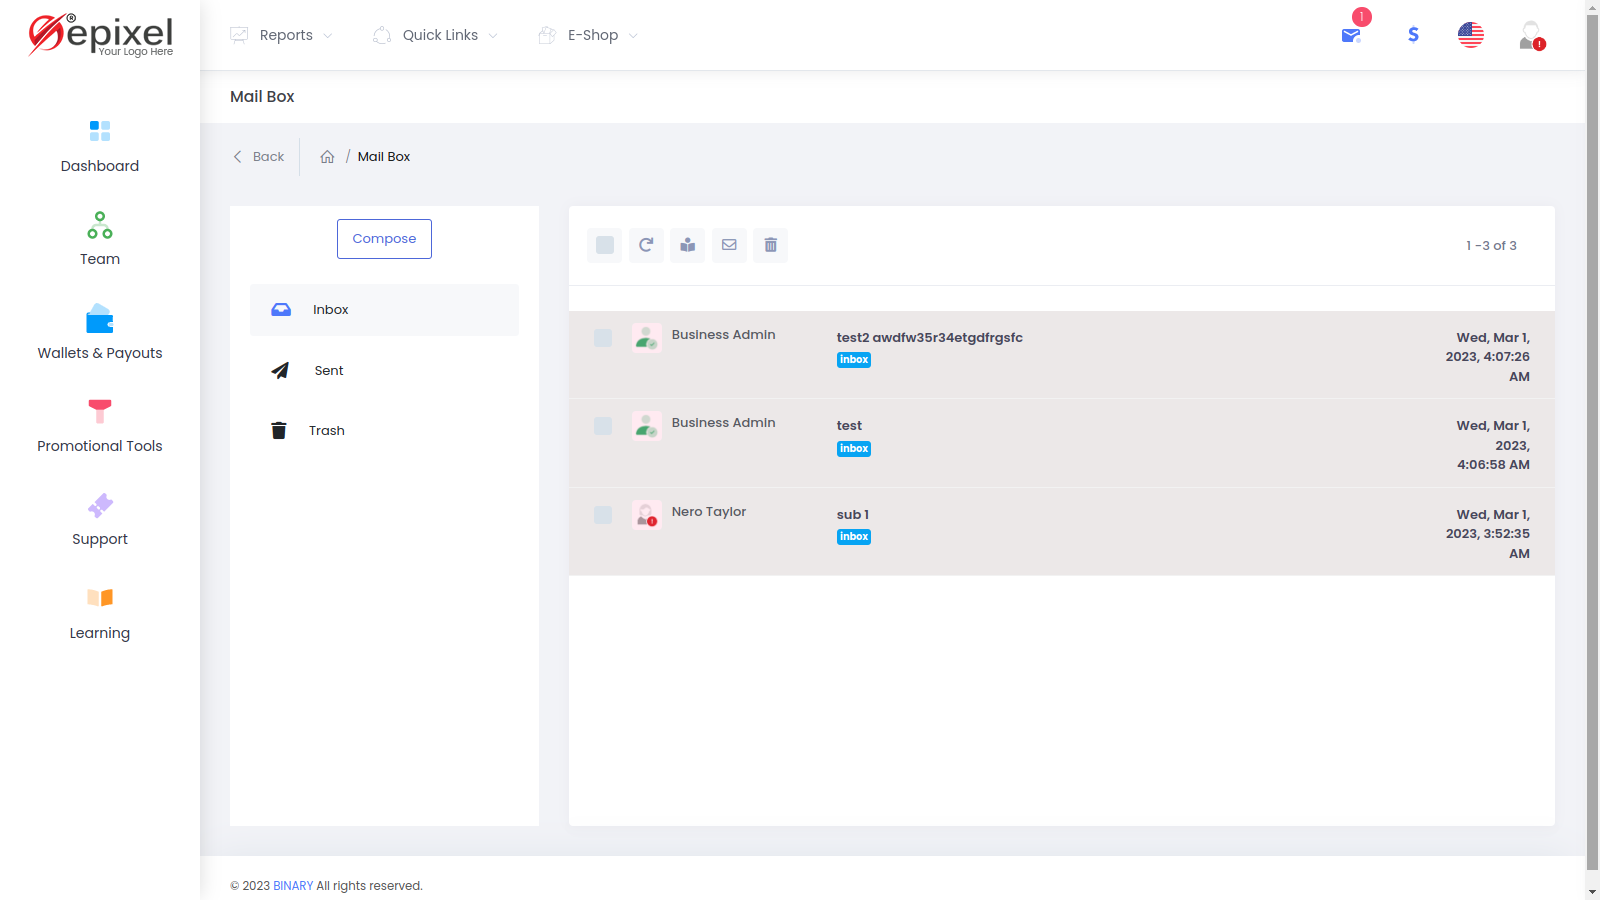 epixel®
Your Logo Here
Dashboard
Team
Wallets & Payouts
Promotional Tools
Support
Learning
Reports
Quick Links
E-Shop
1
$
Mail Box
Back
/ Mail Box
Compose
Inbox
Sent
Trash
1 -3 of 3
Business Admin
test2 awdfw35r34etgdfrgsfc
inbox
Wed, Mar 1,
2023, 4:07:26
AM
Business Admin
test
inbox
Wed, Mar 1,
2023,
4:06:58 AM
Nero Taylor
sub 1
inbox
Wed, Mar 1,
2023, 3:52:35
AM
© 2023 BINARY All rights reserved.